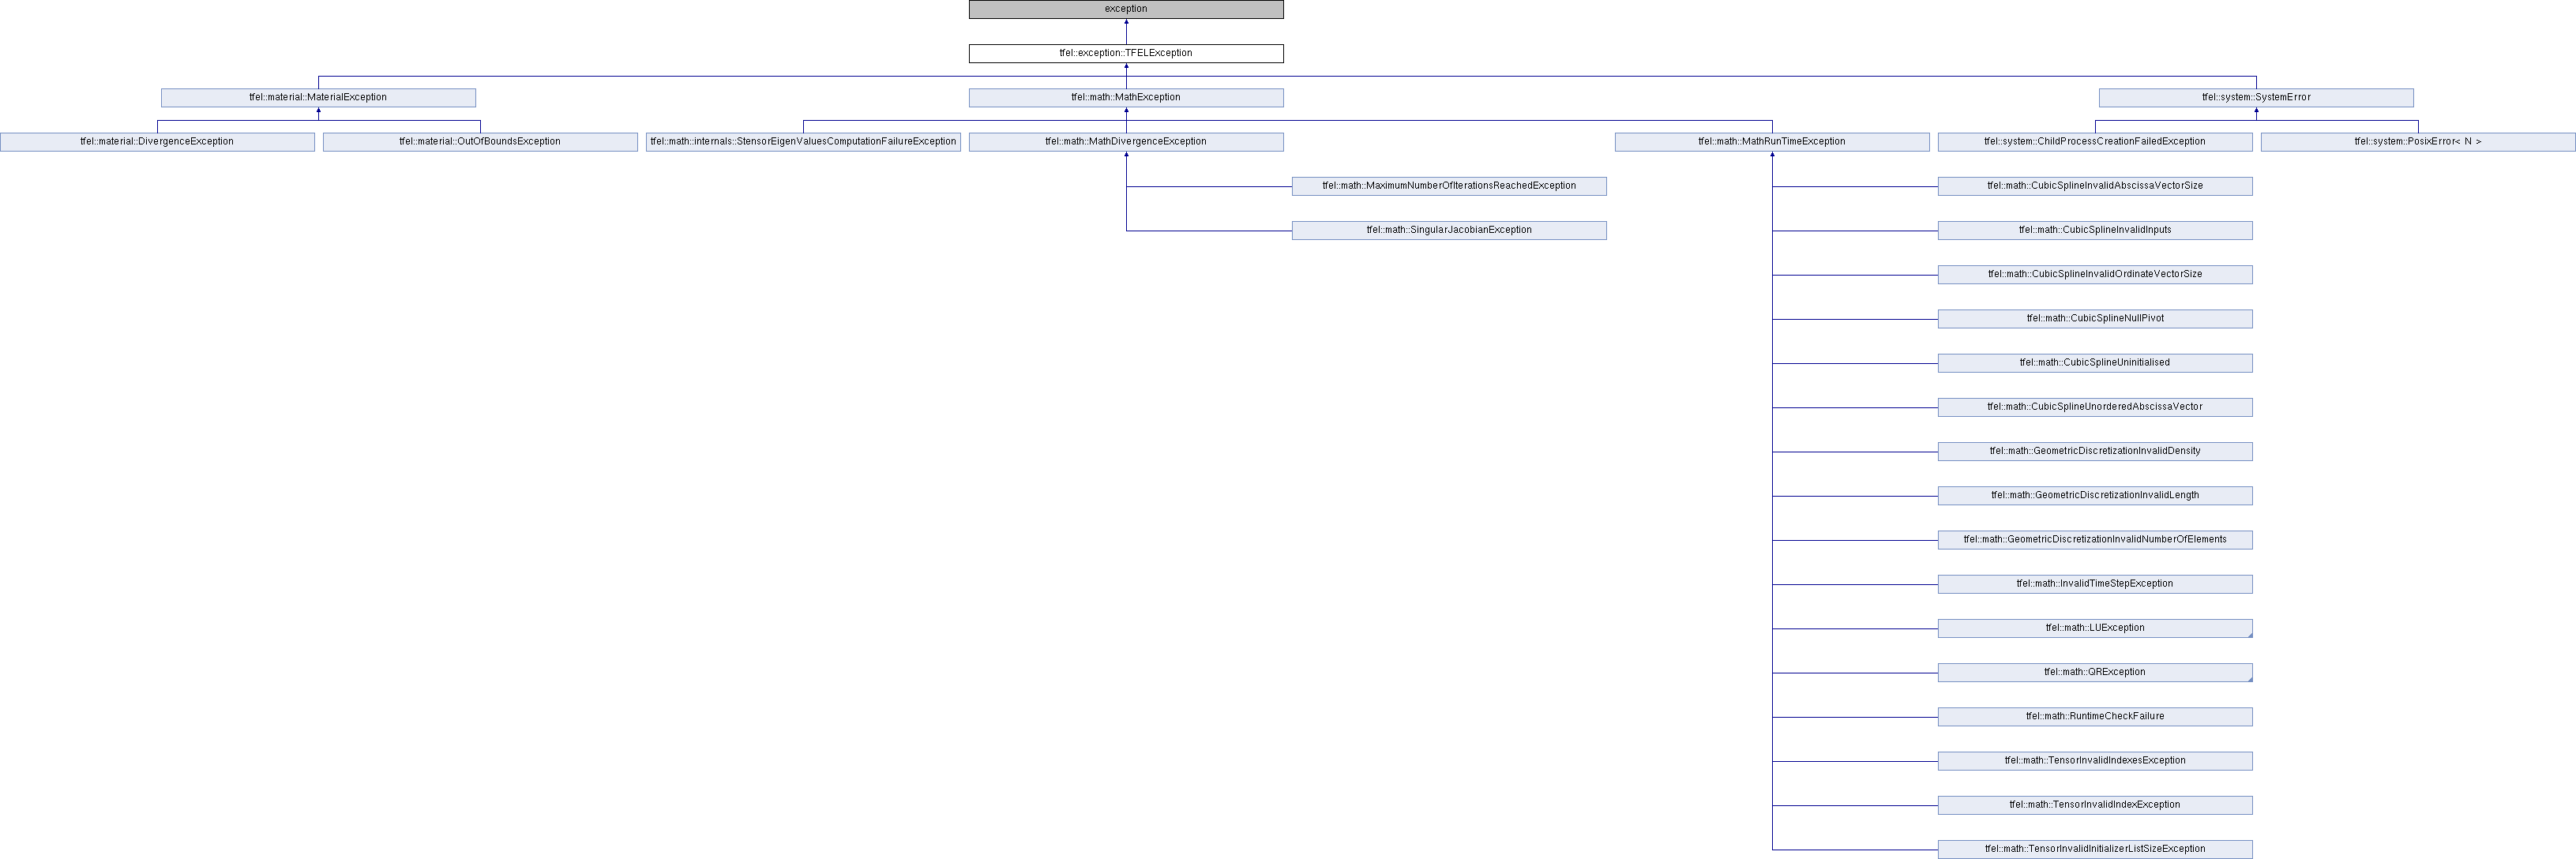 exception
tfel::exception::TFELException
tfel::material::MaterialException
tfel::math::MathException
tfel::system::SystemError
tfel::material::DivergenceException
tfel::material::OutOfBoundsException
tfel::math::internals::StensorEigenValuesComputationFailureException
tfel::math::MathDivergenceException
tfel::math::MathRunTimeException
tfel::system::ChildProcessCreationFailedException
tfel::system::PosixError< N >
tfel::math::MaximumNumberOfIterationsReachedException
tfel::math::CubicSplineInvalidAbscissaVectorSize
tfel::math::SingularJacobianException
tfel::math::CubicSplineInvalidInputs
tfel::math::CubicSplineInvalidOrdinateVectorSize
tfel::math::CubicSplineNullPivot
tfel::math::CubicSplineUninitialised
tfel::math::CubicSplineUnorderedAbscissaVector
tfel::math::GeometricDiscretizationInvalidDensity
tfel::math::GeometricDiscretizationInvalidLength
tfel::math::GeometricDiscretizationInvalidNumberOfElements
tfel::math::InvalidTimeStepException
tfel::math::LUException
tfel::math::QRException
tfel::math::RuntimeCheckFailure
tfel::math::TensorInvalidIndexesException
tfel::math::TensorInvalidIndexException
tfel::math::TensorInvalidInitializerListSizeException